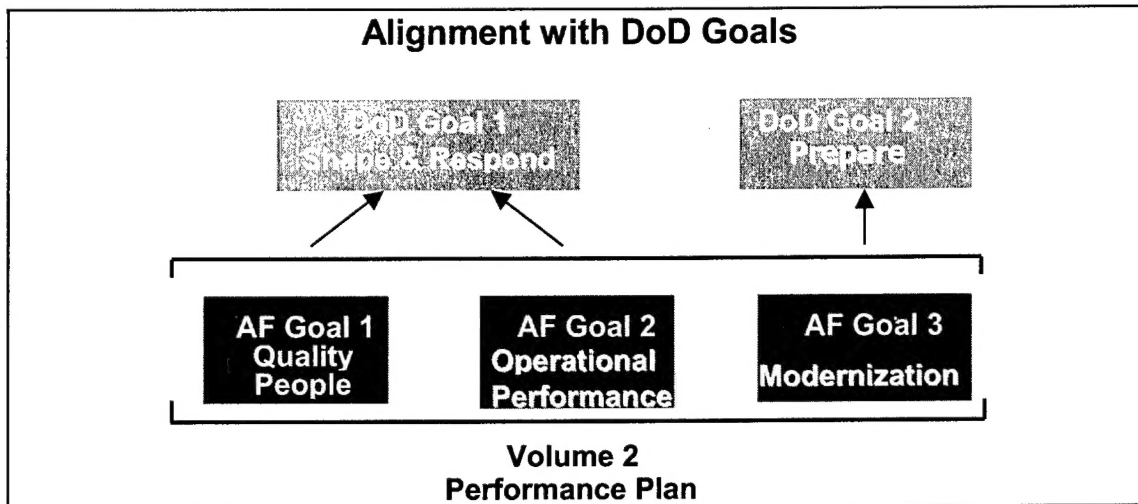 Alignment with DoD Goals
DoD Goal 1
Shape & Respond
DoD Goal 2
Prepare
AF Goal 1
Quality
People
AF Goal 2
Operational
Performance
AF Goal 3
Modernization
Volume 2
Performance Plan